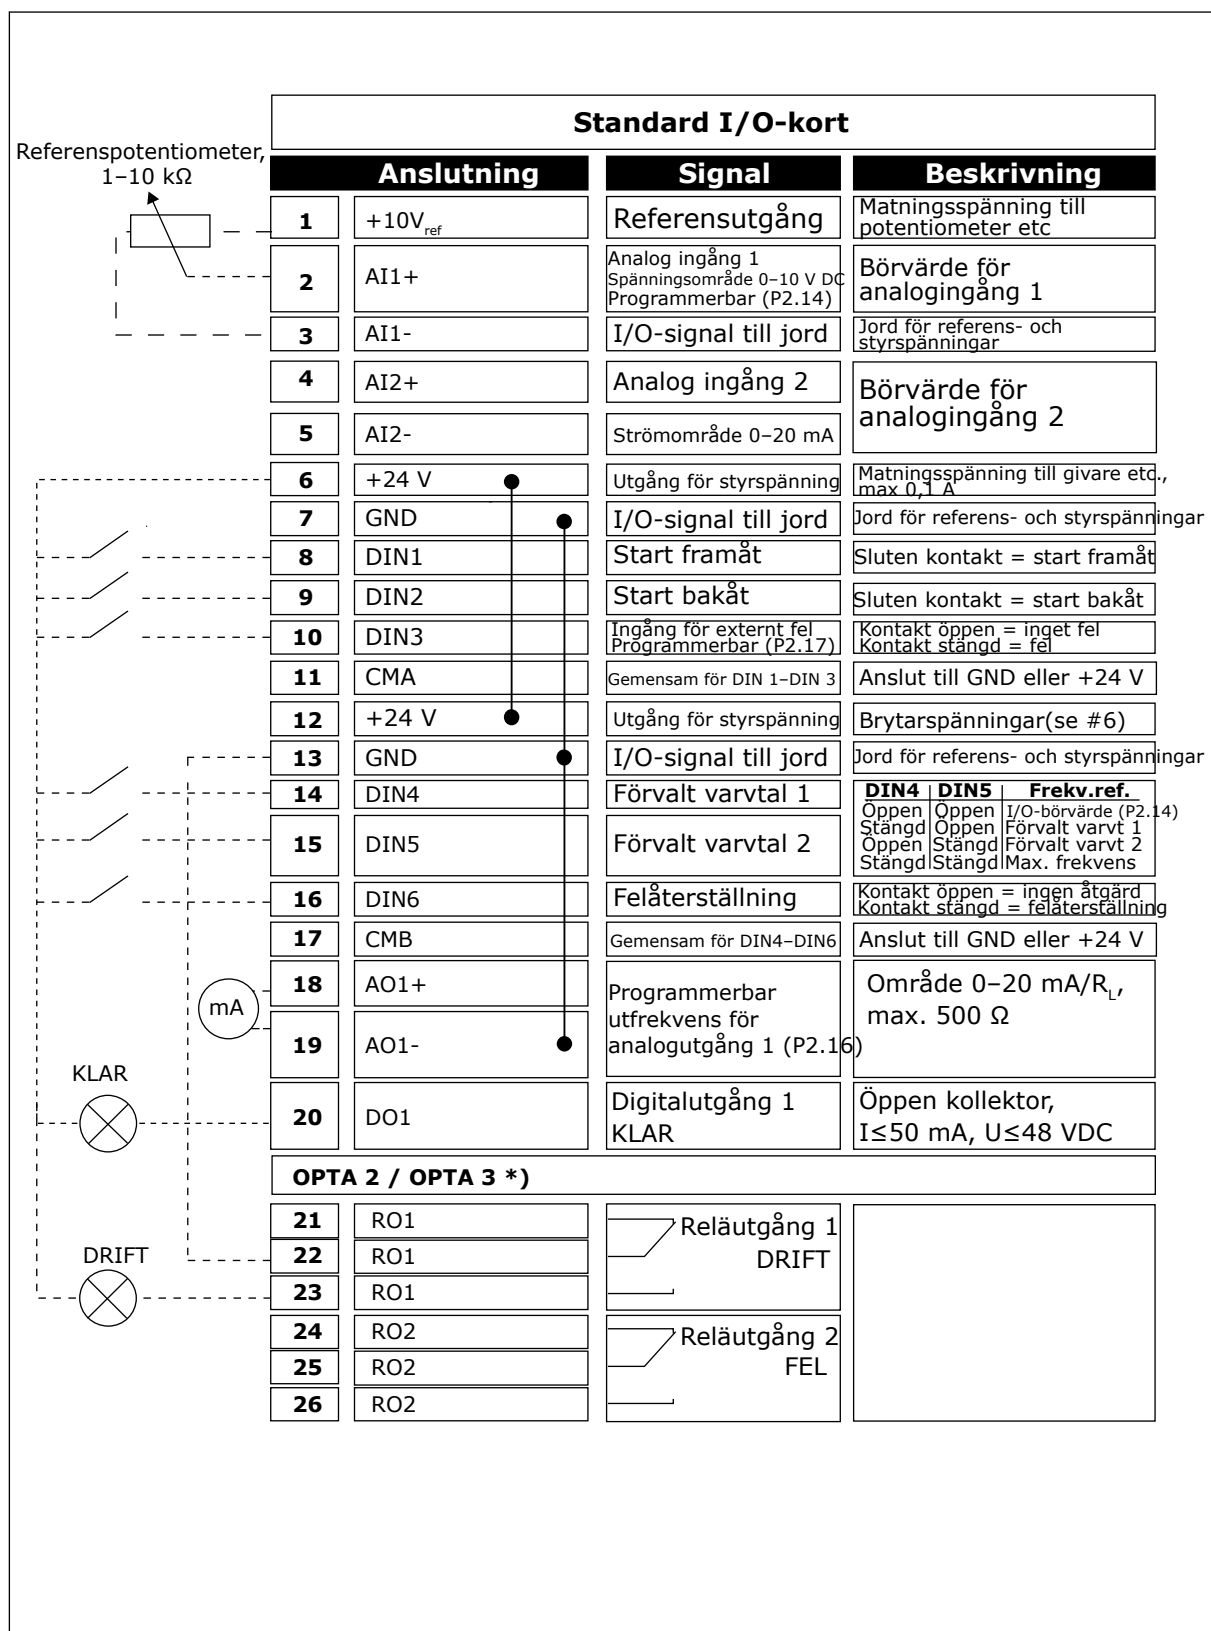 Standard I/O-kort
Referenspotentiometer,
1–10 kΩ
Anslutning Signal Beskrivning
1 +10Vref Referensutgång Matningsspänning till
potentiometer etc
2 AI1+ Analog ingång 1
Spänningsområde 0–10 V DC
Programmerbar (P2.14)
Börvärde för
analogingång 1
3 AI1- I/O-signal till jord Jord för referens- och
styrspänningar
4 AI2+ Analog ingång 2 Börvärde för
analogingång 2
5 AI2- Strömområde 0–20 mA
6 +24 V Utgång för styrspänning Matningsspänning till givare etc.,
max 0,1 A
7 GND I/O-signal till jord Jord för referens- och styrspänningar
8 DIN1 Start framåt Sluten kontakt = start framåt
9 DIN2 Start bakåt Sluten kontakt = start bakåt
10 DIN3 Ingång för externt fel
Programmerbar (P2.17)
Kontakt öppen = inget fel
Kontakt stängd = fel
11 CMA Gemensam för DIN 1–DIN 3 Anslut till GND eller +24 V
12 +24 V Utgång för styrspänning Brytarspänningar(se #6)
13 GND I/O-signal till jord Jord för referens- och styrspänningar
14 DIN4 Förvalt varvtal 1
DIN4 DIN5 Frekv.ref.
Öppen Öppen I/O-börvärde (P2.14)
Stängd Öppen Förvalt varvt 1
Öppen Stängd Förvalt varvt 2
Stängd Stängd Max. frekvens
15 DIN5 Förvalt varvtal 2
16 DIN6 Felåterställning Kontakt öppen = ingen åtgärd
Kontakt stängd = felåterställning
17 CMB Gemensam för DIN4–DIN6 Anslut till GND eller +24 V
18 AO1+ Programmerbar
utfrekvens för
analogutgång 1 (P2.16)
Område 0–20 mA/RL,
max. 500 Ω
mA
19 AO1-
KLAR
20 DO1 Digitalutgång 1
KLAR
Öppen kollektor,
I≤50 mA, U≤48 VDC
OPTA 2 / OPTA 3 *)
21 RO1 Reläutgång 1
DRIFT
DRIFT
22 RO1
23 RO1
24 RO2 Reläutgång 2
FEL
25 RO2
26 RO2